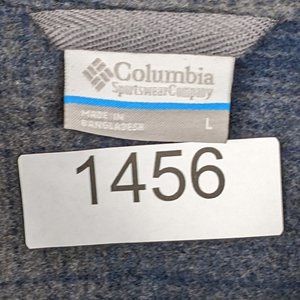 Columbia
Sportswear Company
MADE IN
BANGLADESH
L
1456